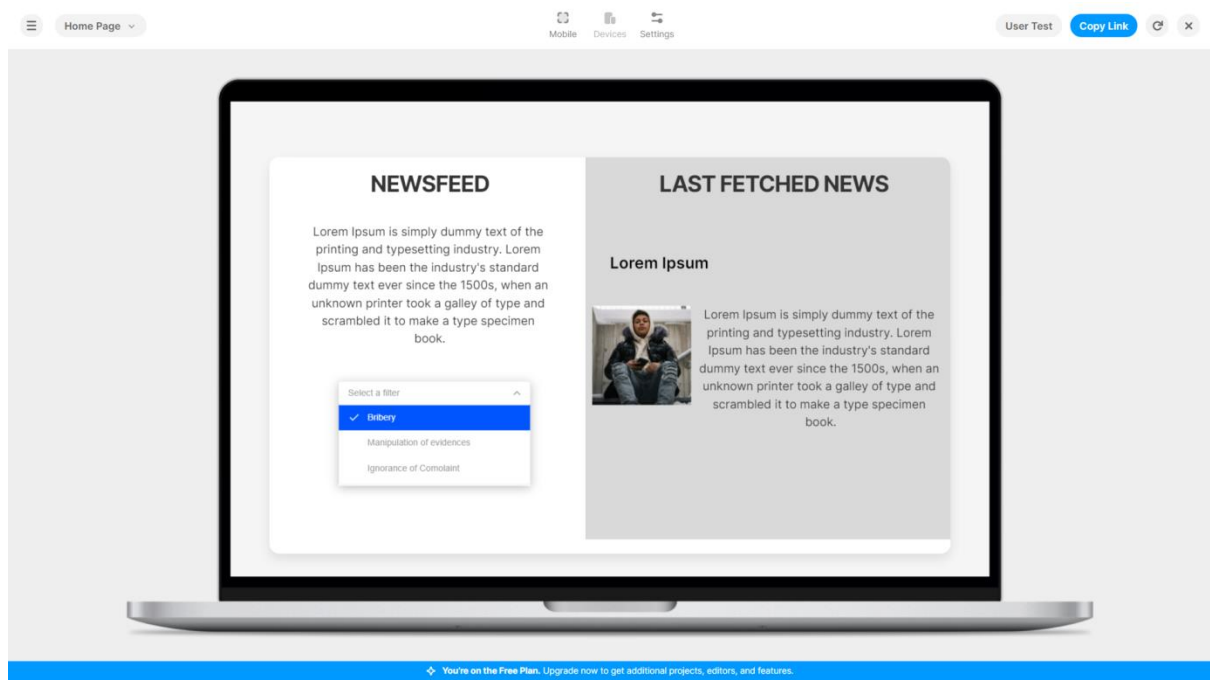 Home Page
Mobile
Devices
Settings
User Test
Copy Link
NEWSFEED
Lorem Ipsum is simply dummy text of the
printing and typesetting industry. Lorem
Ipsum has been the industry's standard
dummy text ever since the 1500s, when an
unknown printer took a galley of type and
scrambled it to make a type specimen
book.
Select a filter
Bribery
Manipulation of evidences
Ignorance of Comolaint
LAST FETCHED NEWS
Lorem Ipsum
Lorem Ipsum is simply dummy text of the
printing and typesetting industry. Lorem
Ipsum has been the industry's standard
dummy text ever since the 1500s, when an
unknown printer took a galley of type and
scrambled it to make a type specimen
book.
You're on the Free Plan. Upgrade now to get additional projects, editors, and features.